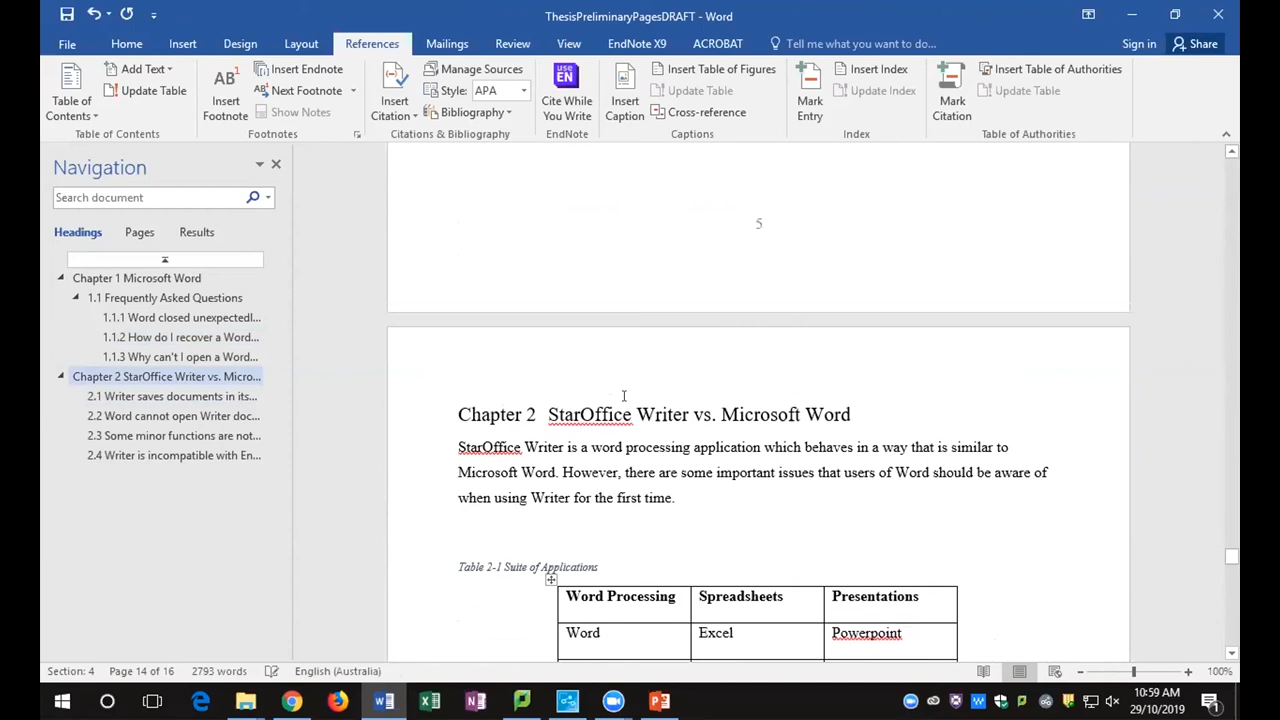 ThesisPreliminaryPagesDRAFT - Word
File Home Insert Design Layout References Mailings Review View EndNote X9 ACROBAT Tell me what you want to do... Sign in Share
Table of Contents
Add Text
Update Table
Table of Contents
AB1
Insert Footnote
Insert Endnote
Next Footnote
Show Notes
Footnotes
Insert Citation
Manage Sources
Style: APA
Bibliography
Citations & Bibliography
EN
Cite While You Write
EndNote
Insert Caption
Insert Table of Figures
Update Table
Cross-reference
Captions
Mark Entry
Insert Index
Update Index
Index
Mark Citation
Insert Table of Authorities
Update Table
Table of Authorities
Navigation
Search document
Headings Pages Results
Chapter 1 Microsoft Word
1.1 Frequently Asked Questions
1.1.1 Word closed unexpectedl...
1.1.2 How do I recover a Word...
1.1.3 Why can't I open a Word...
Chapter 2 StarOffice Writer vs. Micro...
2.1 Writer saves documents in its...
2.2 Word cannot open Writer doc...
2.3 Some minor functions are not...
2.4 Writer is incompatible with En...
5
Chapter 2 StarOffice Writer vs. Microsoft Word
StarOffice Writer is a word processing application which behaves in a way that is similar to
Microsoft Word. However, there are some important issues that users of Word should be aware of
when using Writer for the first time.
Table 2-1 Suite of Applications
Word Processing Spreadsheets Presentations
Word Excel Powerpoint
Section: 4 Page 14 of 16 2793 words English (Australia) 100%
10:59 AM
29/10/2019